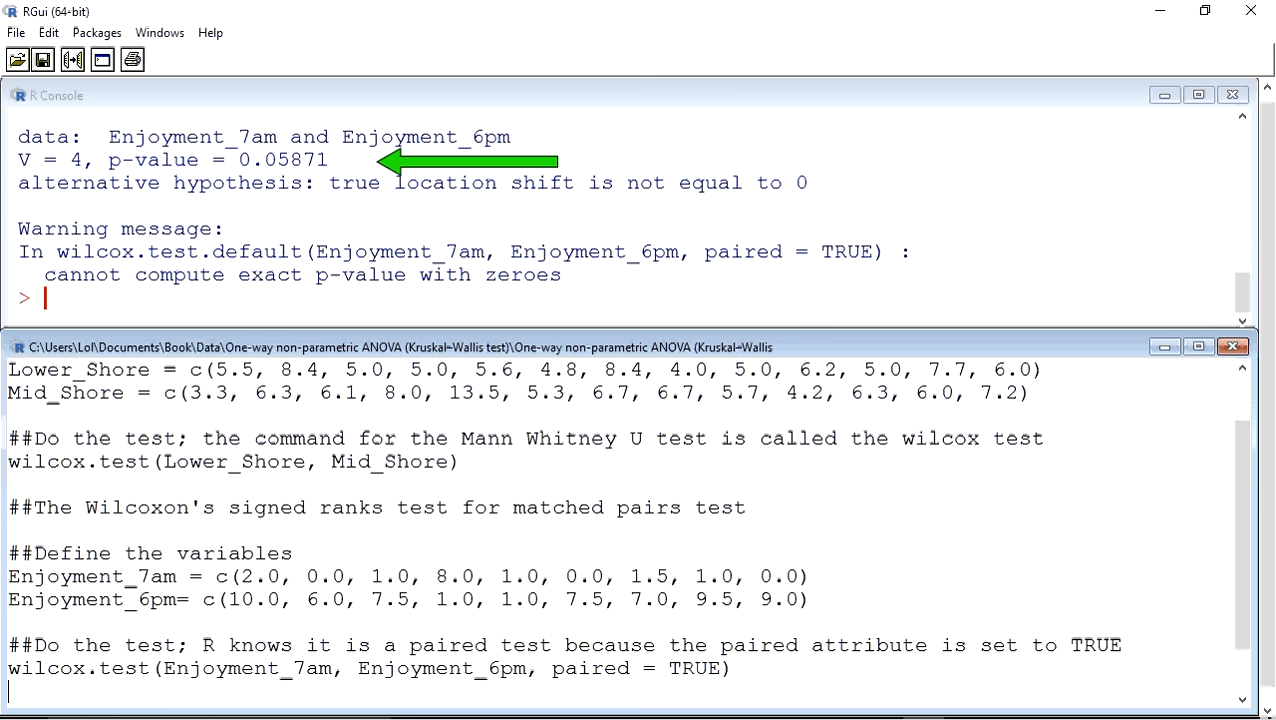 RGui (64-bit)
File Edit Packages Windows Help
R Console
data:  Enjoyment_7am and Enjoyment_6pm
V = 4, p-value = 0.05871
alternative hypothesis: true location shift is not equal to 0
Warning message:
In wilcox.test.default(Enjoyment_7am, Enjoyment_6pm, paired = TRUE) :
  cannot compute exact p-value with zeroes
>
C:\Users\Lol\Documents\Book\Data\One-way non-parametric ANOVA (Kruskal-Wallis test)\One-way non-parametric ANOVA (Kruskal-Wallis
Lower_Shore = c(5.5, 8.4, 5.0, 5.0, 5.6, 4.8, 8.4, 4.0, 5.0, 6.2, 5.0, 7.7, 6.0)
Mid_Shore = c(3.3, 6.3, 6.1, 8.0, 13.5, 5.3, 6.7, 6.7, 5.7, 4.2, 6.3, 6.0, 7.2)
##Do the test; the command for the Mann Whitney U test is called the wilcox test
wilcox.test(Lower_Shore, Mid_Shore)
##The Wilcoxon's signed ranks test for matched pairs test
##Define the variables
Enjoyment_7am = c(2.0, 0.0, 1.0, 8.0, 1.0, 0.0, 1.5, 1.0, 0.0)
Enjoyment_6pm= c(10.0, 6.0, 7.5, 1.0, 1.0, 7.5, 7.0, 9.5, 9.0)
##Do the test; R knows it is a paired test because the paired attribute is set to TRUE
wilcox.test(Enjoyment_7am, Enjoyment_6pm, paired = TRUE)